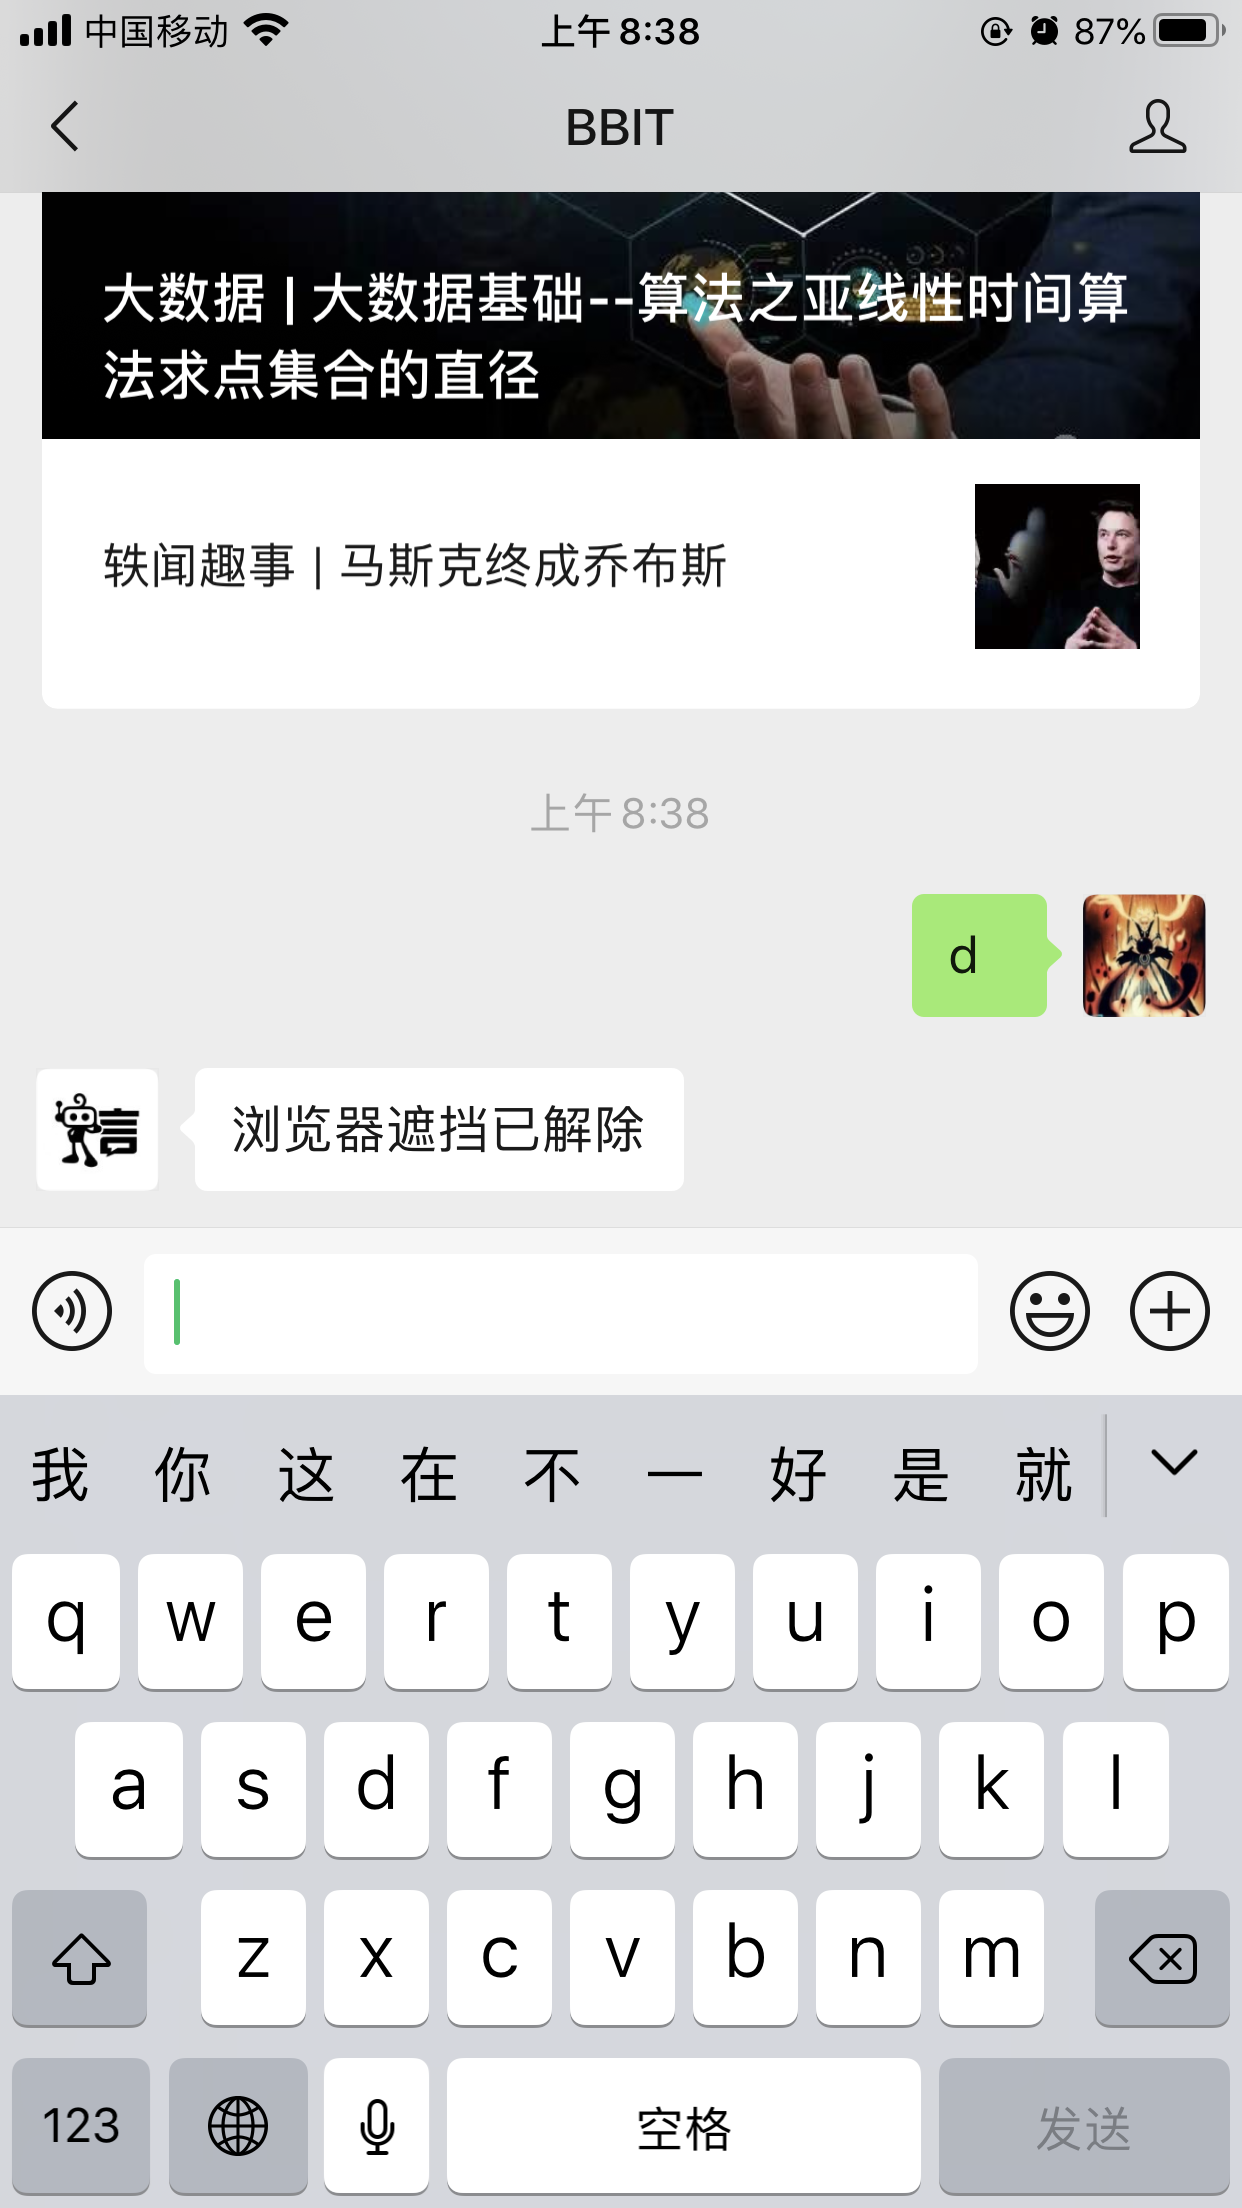 中国移动 上午8:38 87%
BBIT
大数据 | 大数据基础--算法之亚线性时间算
法求点集合的直径
轶闻趣事 | 马斯克终成乔布斯
上午8:38
d
言
浏览器遮挡已解除
我 你 这 在 不 一 好 是 就
q w e r t y u i o p
a s d f g h j k l
z x c v b n m
123 空格 发送